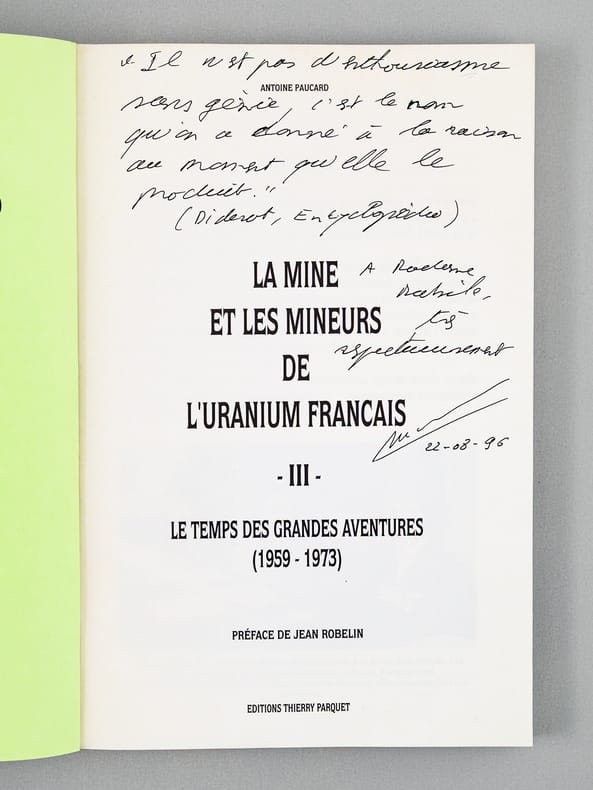 « Il n'est pas d'enthousiasme
ANTOINE PAUCARD
sans génie, c'est le nom
qu'on a donné à la raison
au moment qu'elle le
produit. "
(Diderot, Encyclopédie)
LA MINE
ET LES MINEURS
DE
L'URANIUM FRANCAIS
- III -
LE TEMPS DES GRANDES AVENTURES
(1959 - 1973)
A Madame
très
respectueusement
22-08-96
PRÉFACE DE JEAN ROBELIN
EDITIONS THIERRY PARQUET